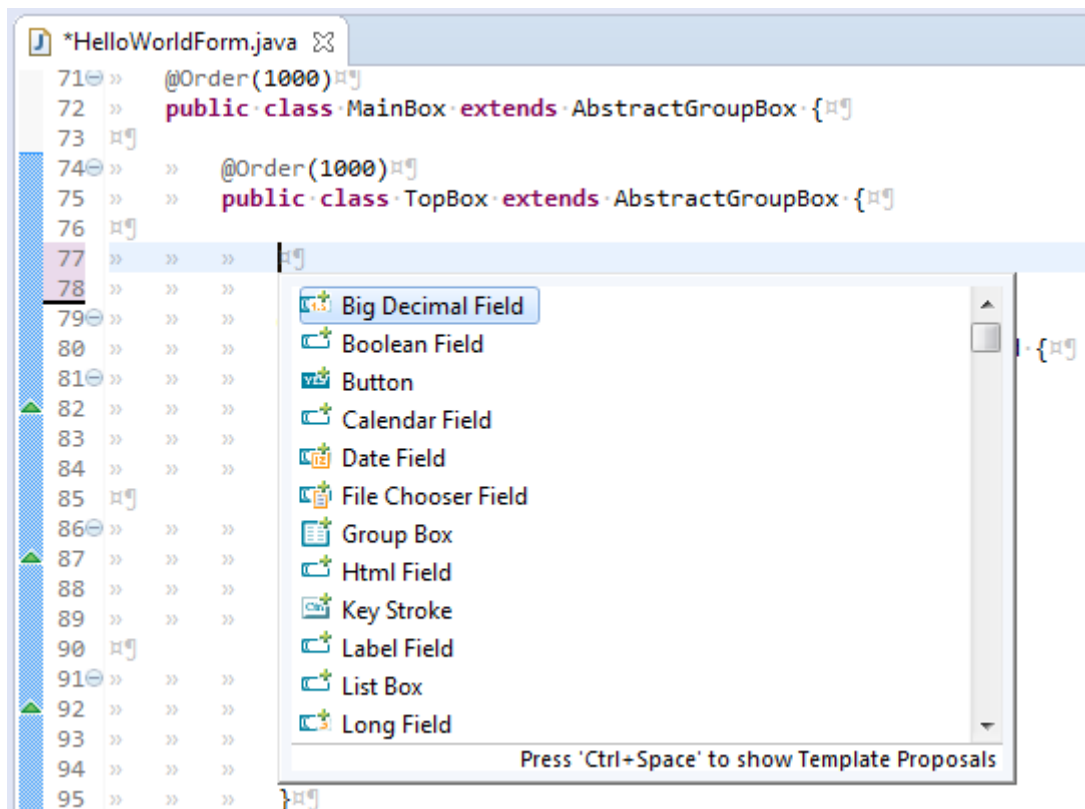 *HelloWorldForm.java
71 » @Order(1000)¤¶
72 » public·class·MainBox·extends·AbstractGroupBox·{¤¶
73 ¤¶
74 » » @Order(1000)¤¶
75 » » public·class·TopBox·extends·AbstractGroupBox·{¤¶
76 ¤¶
77 » » » ¤¶
78 » » »
Big Decimal Field
79 » » »
80 » » » ·{¤¶
Boolean Field
81 » » »
Button
82 » » »
Calendar Field
83 » » »
84 » » »
Date Field
85 ¤¶
File Chooser Field
86 » » »
Group Box
87 » » »
Html Field
88 » » »
89 » » »
Key Stroke
90 ¤¶
Label Field
91 » » »
List Box
92 » » »
93 » » »
Long Field
94 » » »
Press 'Ctrl+Space' to show Template Proposals
95 » » » }¤¶